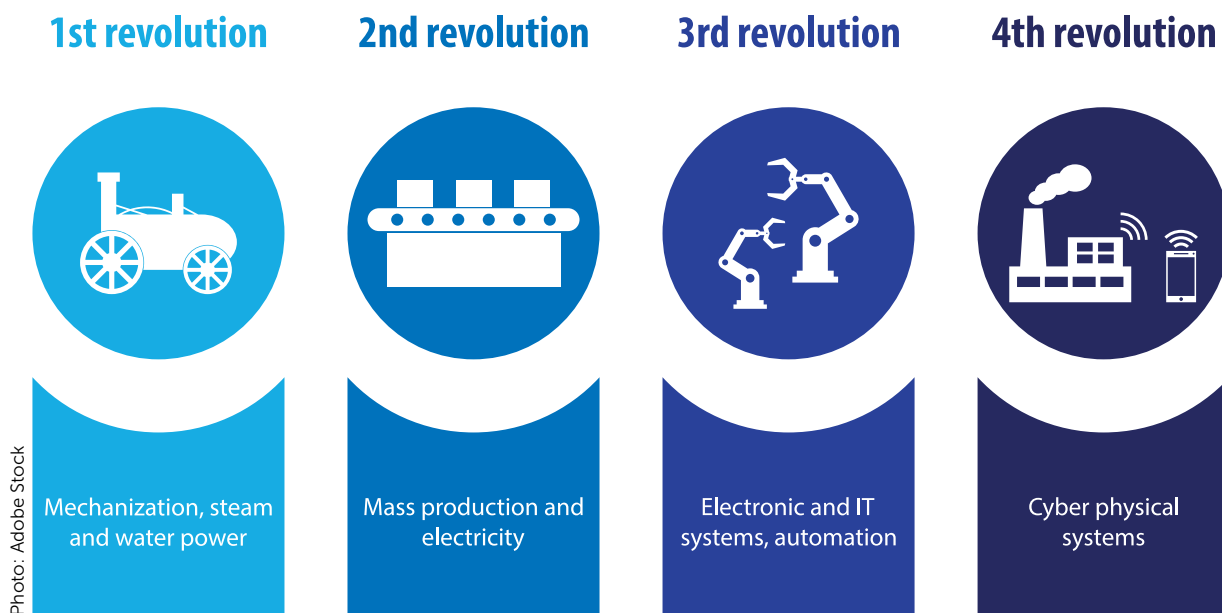 1st revolution
2nd revolution
3rd revolution
4th revolution
Mechanization, steam
and water power
Mass production and
electricity
Electronic and IT
systems, automation
Cyber physical
systems
Photo: Adobe Stock